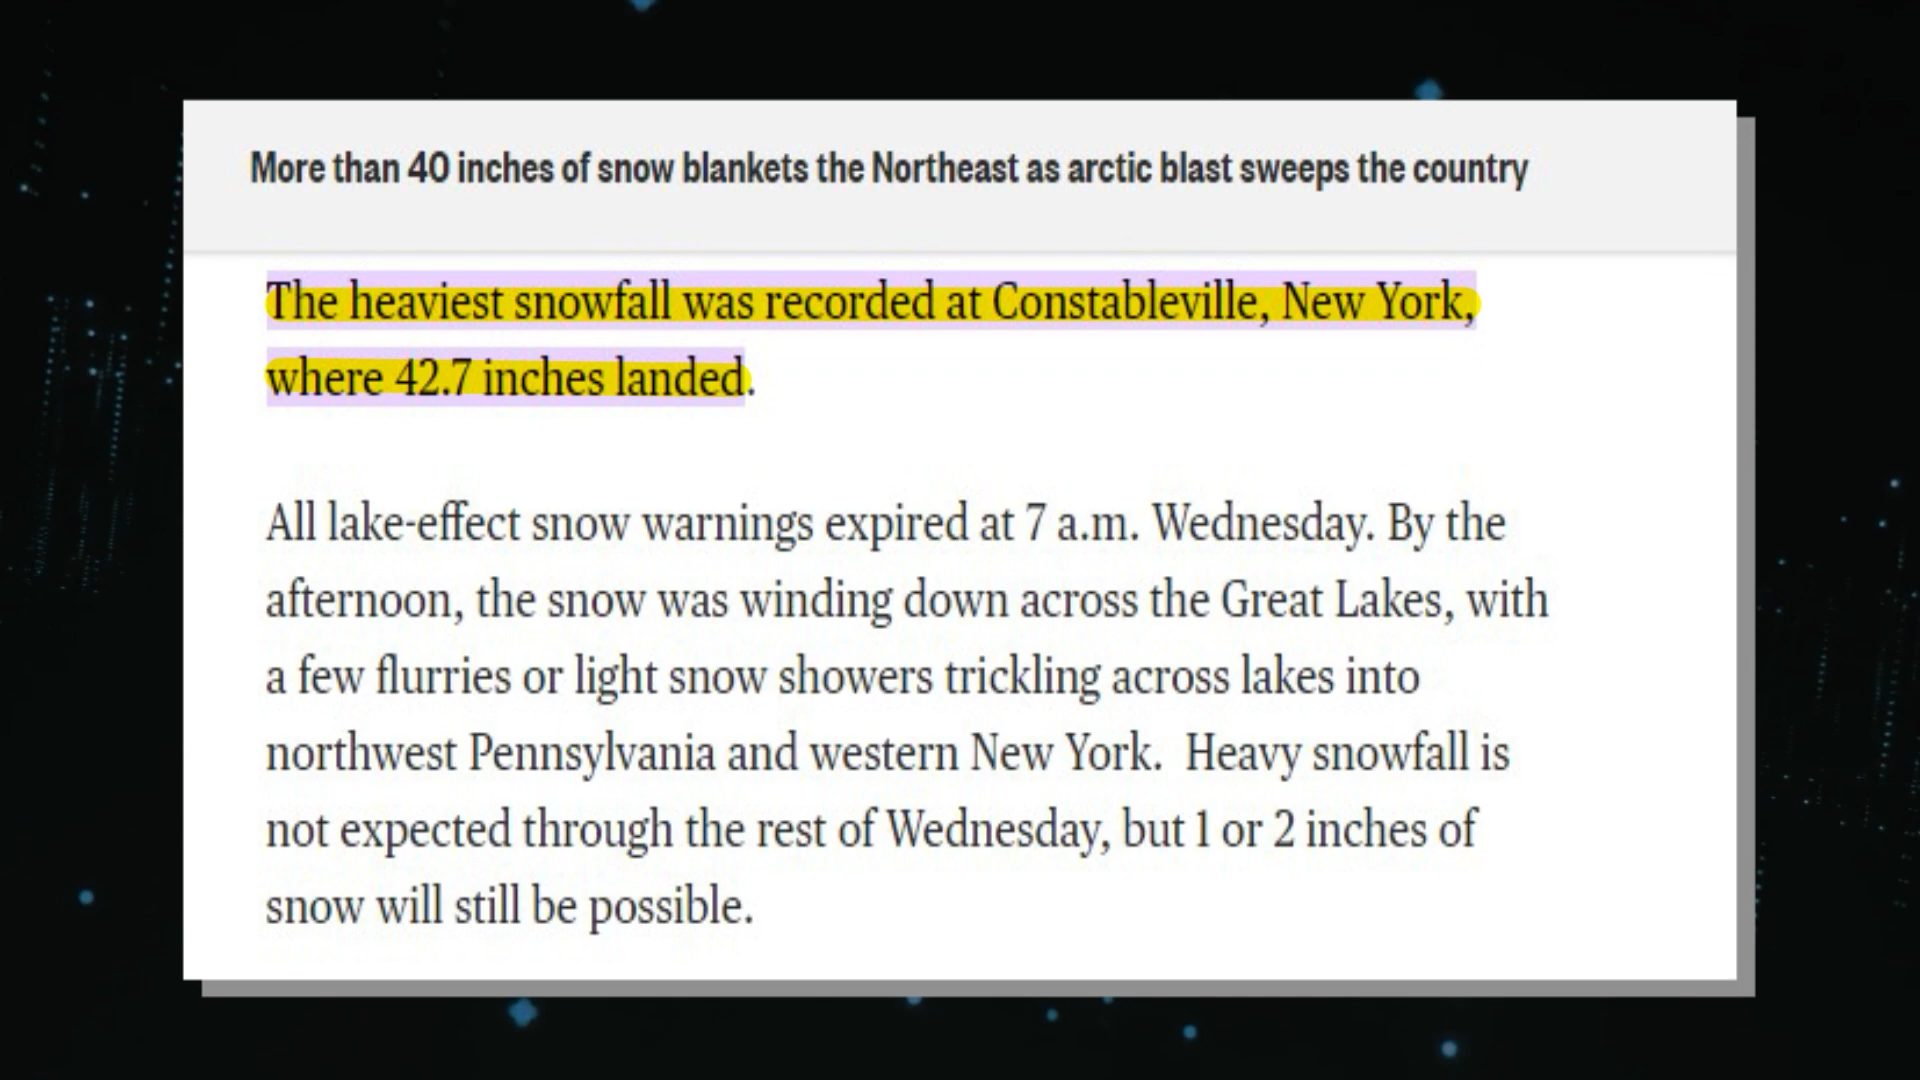 More than 40 inches of snow blankets the Northeast as arctic blast sweeps the country
The heaviest snowfall was recorded at Constableville, New York,
where 42.7 inches landed.
All lake-effect snow warnings expired at 7 a.m. Wednesday. By the
afternoon, the snow was winding down across the Great Lakes, with
a few flurries or light snow showers trickling across lakes into
northwest Pennsylvania and western New York.  Heavy snowfall is
not expected through the rest of Wednesday, but 1 or 2 inches of
snow will still be possible.